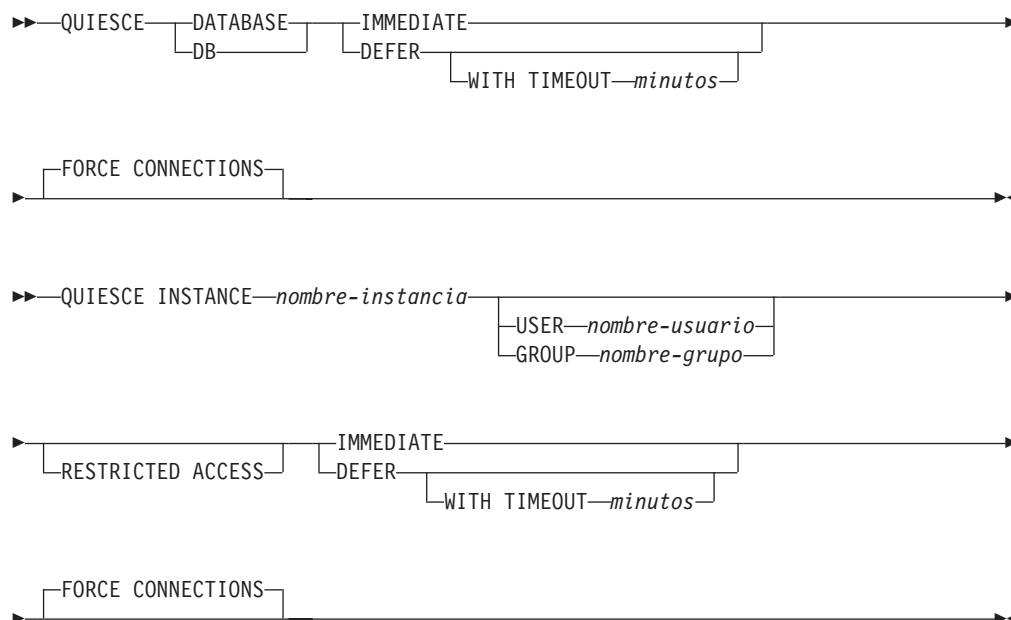 QUIESCE DATABASE IMMEDIATE
DB DEFER
WITH TIMEOUT minutos
FORCE CONNECTIONS
QUIESCE INSTANCE nombre-instancia
USER nombre-usuario
GROUP nombre-grupo
IMMEDIATE
RESTRICTED ACCESS DEFER
WITH TIMEOUT minutos
FORCE CONNECTIONS